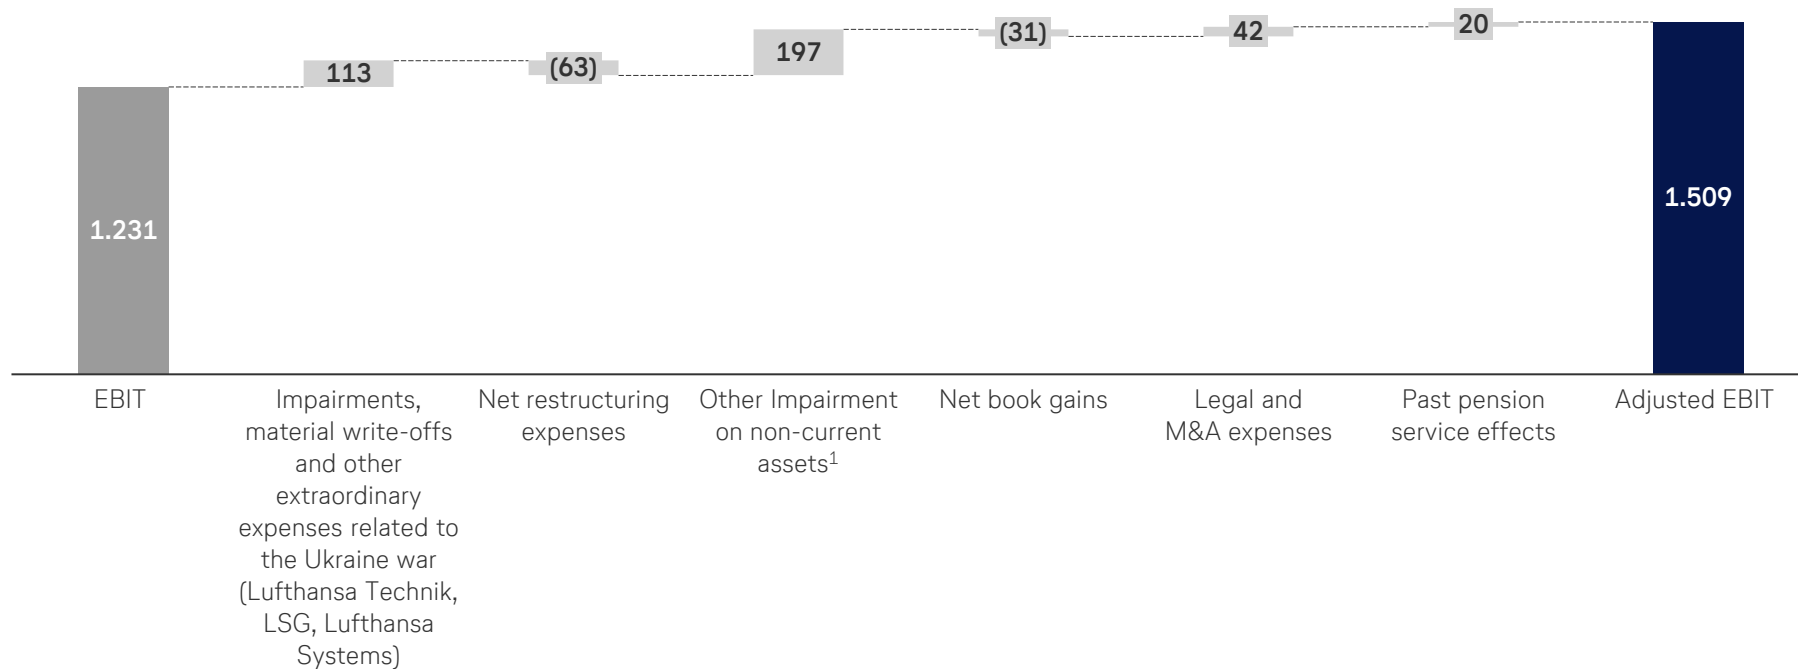 113
(63)
197
(31)
42
20
1.231
1.509
EBIT
Impairments,
material write-offs
and other
extraordinary
expenses related to
the Ukraine war
(Lufthansa Technik,
LSG, Lufthansa
Systems)
Net restructuring
expenses
Other Impairment
on non-current
assets¹
Net book gains
Legal and
M&A expenses
Past pension
service effects
Adjusted EBIT